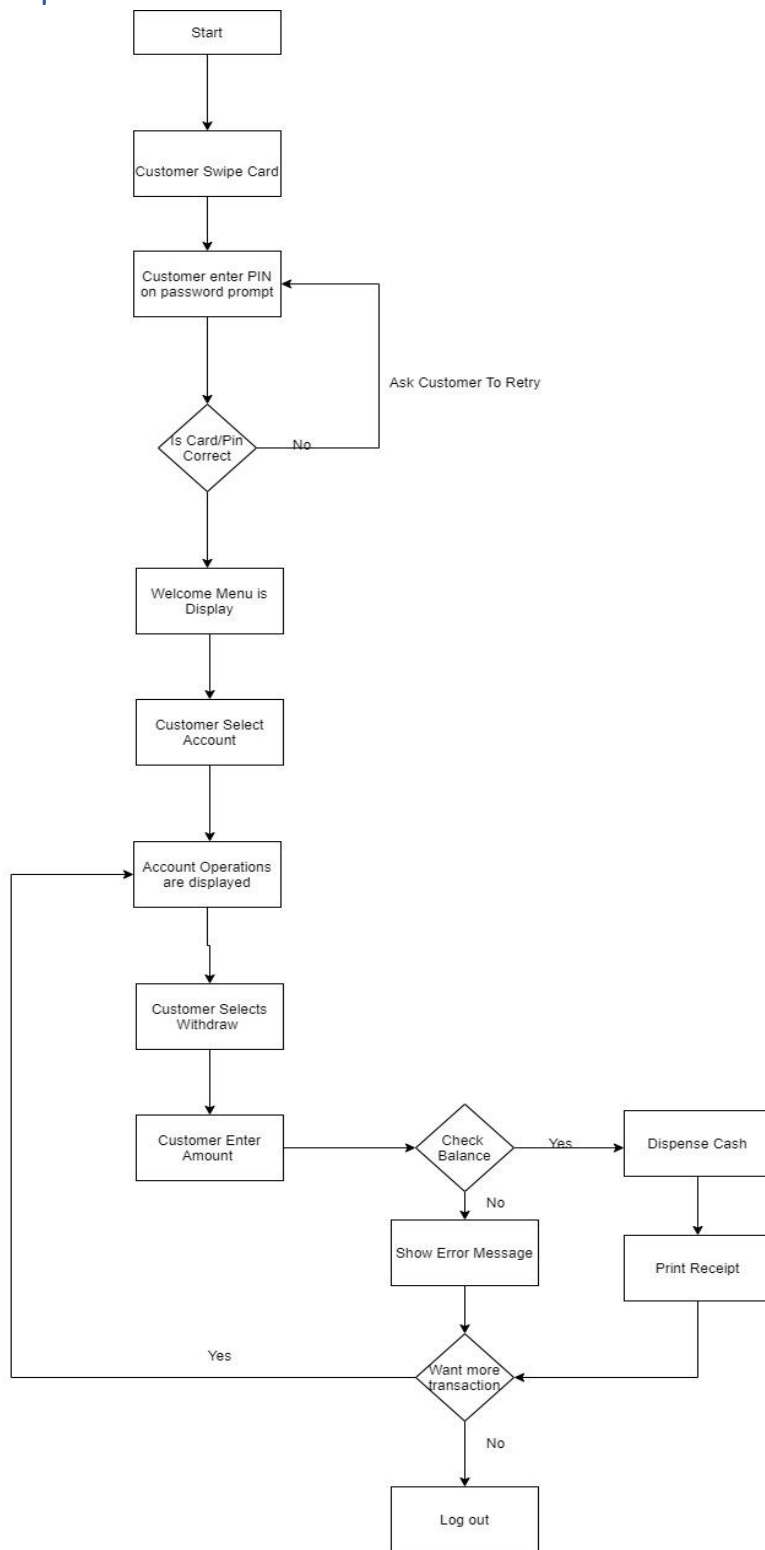 Start
Customer Swipe Card
Customer enter PIN
on password prompt
Ask Customer To Retry
Is Card/Pin
Correct
No
Welcome Menu is
Display
Customer Select
Account
Account Operations
are displayed
Customer Selects
Withdraw
Customer Enter
Amount
Check
Balance
Yes
Dispense Cash
No
Show Error Message
Print Receipt
Yes
Want more
transaction
No
Log out